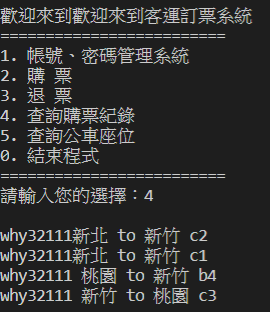 歡迎來到歡迎來到客運訂票系統
=========================
1. 帳號、密碼管理系統
2. 購 票
3. 退 票
4. 查詢購票紀錄
5. 查詢公車座位
0. 結束程式
=========================
請輸入您的選擇：4
why32111新北 to 新竹 c2
why32111新北 to 新竹 c1
why32111 桃園 to 新竹 b4
why32111 新竹 to 桃園 c3